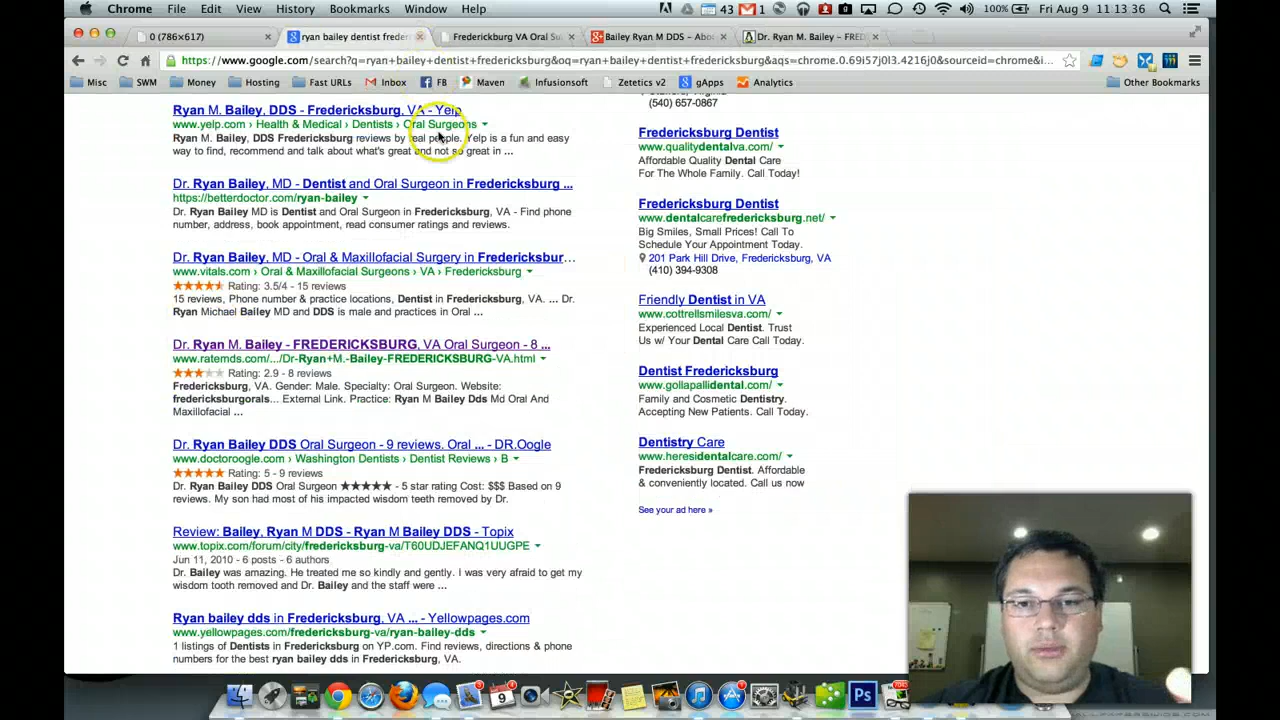 Chrome File Edit View History Bookmarks Window Help 43 1 100% Fri Aug 9 11:13:36
0 (786×617) ryan bailey dentist freder Frederickburg VA Oral Su Bailey Ryan M DDS – Abo Dr. Ryan M. Bailey – FRE
https://www.google.com/search?q=ryan+bailey+dentist+fredericksburg&oq=ryan+bailey+dentist+fredericksburg&aqs=chrome.0.69i57j0l3.4216j0&sourceid=chrome&i...
Misc SWM Money Hosting Fast URLs Inbox FB Maven Infusionsoft Zetetics v2 gApps Analytics Other Bookmarks
Ryan M. Bailey, DDS - Fredericksburg, VA - Yelp
www.yelp.com › Health & Medical › Dentists › Oral Surgeons
Ryan M. Bailey, DDS Fredericksburg reviews by real people. Yelp is a fun and easy
way to find, recommend and talk about what's great and not so great in ...
Dr. Ryan Bailey, MD - Dentist and Oral Surgeon in Fredericksburg ...
https://betterdoctor.com/ryan-bailey
Dr. Ryan Bailey MD is Dentist and Oral Surgeon in Fredericksburg, VA - Find phone
number, address, book appointment, read consumer ratings and reviews.
Dr. Ryan Bailey, MD - Oral & Maxillofacial Surgery in Fredericksbur...
www.vitals.com › Oral & Maxillofacial Surgeons › VA › Fredericksburg
Rating: 3.5/4 - 15 reviews
15 reviews, Phone number & practice locations, Dentist in Fredericksburg, VA. ... Dr.
Ryan Michael Bailey MD and DDS is male and practices in Oral ...
Dr. Ryan M. Bailey - FREDERICKSBURG, VA Oral Surgeon - 8 ...
www.ratemds.com/.../Dr-Ryan+M.-Bailey-FREDERICKSBURG-VA.html
Rating: 2.9 - 8 reviews
Fredericksburg, VA. Gender: Male. Specialty: Oral Surgeon. Website:
fredericksburgorals... External Link. Practice: Ryan M Bailey Dds Md Oral And
Maxillofacial ...
Dr. Ryan Bailey DDS Oral Surgeon - 9 reviews. Oral ... - DR.Oogle
www.doctoroogle.com › Washington Dentists › Dentist Reviews › B
Rating: 5 - 9 reviews
Dr. Ryan Bailey DDS Oral Surgeon ★★★★★ - 5 star rating Cost: $$$ Based on 9
reviews. My son had most of his impacted wisdom teeth removed by Dr.
Review: Bailey, Ryan M DDS - Ryan M Bailey DDS - Topix
www.topix.com/forum/city/fredericksburg-va/T60UDJEFANQ1UUGPE
Jun 11, 2010 - 6 posts - 6 authors
Dr. Bailey was amazing. He treated me so kindly and gently. I was very afraid to get my
wisdom tooth removed and Dr. Bailey and the staff were ...
Ryan bailey dds in Fredericksburg, VA ... - Yellowpages.com
www.yellowpages.com/fredericksburg-va/ryan-bailey-dds
1 listings of Dentists in Fredericksburg on YP.com. Find reviews, directions & phone
numbers for the best ryan bailey dds in Fredericksburg, VA.
(540) 657-0867
Fredericksburg Dentist
www.qualitydentalva.com/
Affordable Quality Dental Care
For The Whole Family. Call Today!
Fredericksburg Dentist
www.dentalcarefredericksburg.net/
Big Smiles, Small Prices! Call To
Schedule Your Appointment Today.
201 Park Hill Drive, Fredericksburg, VA
(410) 394-9308
Friendly Dentist in VA
www.cottrellsmilesva.com/
Experienced Local Dentist. Trust
Us w/ Your Dental Care Call Today.
Dentist Fredericksburg
www.gollapallidental.com/
Family and Cosmetic Dentistry.
Accepting New Patients. Call Today.
Dentistry Care
www.heresidentalcare.com/
Fredericksburg Dentist. Affordable
& conveniently located. Call us now
See your ad here »